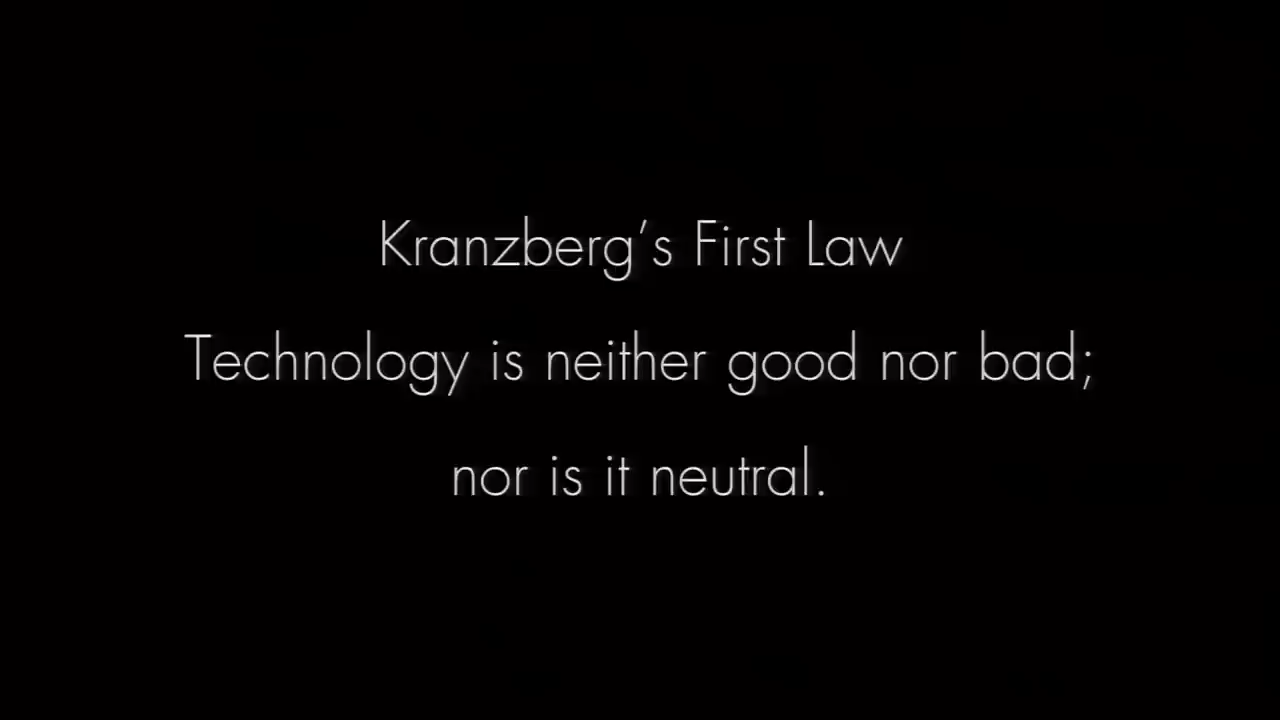 Kranzberg’s First Law
Technology is neither good nor bad;
nor is it neutral.